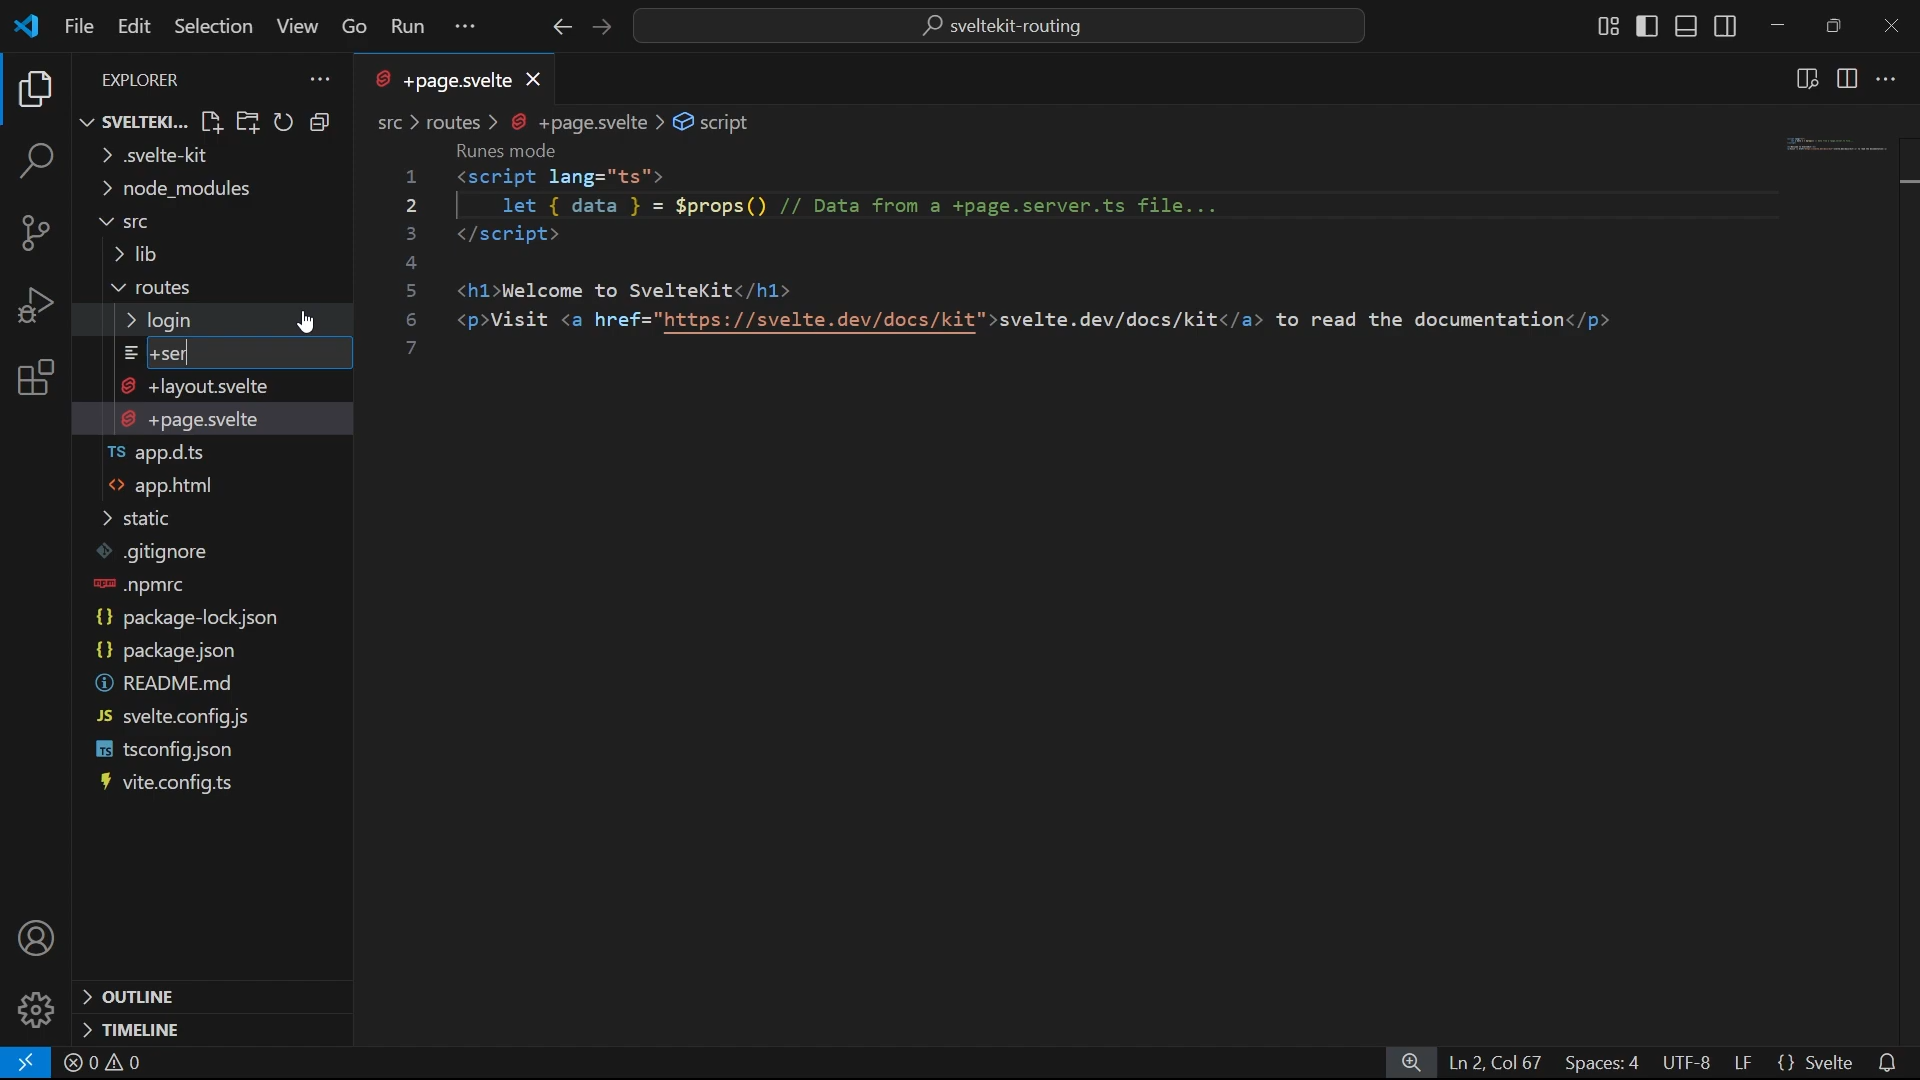 File Edit Selection View Go Run ···
sveltekit-routing
EXPLORER ···
+page.svelte
SVELTEKI...
src > routes > +page.svelte > script
.svelte-kit
node_modules
src
lib
routes
login
+ser
+layout.svelte
+page.svelte
TS app.d.ts
<> app.html
static
.gitignore
npm .npmrc
{} package-lock.json
{} package.json
README.md
JS svelte.config.js
TS tsconfig.json
vite.config.ts
OUTLINE
TIMELINE
Runes mode
1 <script lang="ts">
2 let { data } = $props() // Data from a +page.server.ts file...
3 </script>
4
5 <h1>Welcome to SvelteKit</h1>
6 <p>Visit <a href="https://svelte.dev/docs/kit">svelte.dev/docs/kit</a> to read the documentation</p>
7
0 0 Ln 2, Col 67 Spaces: 4 UTF-8 LF {} Svelte